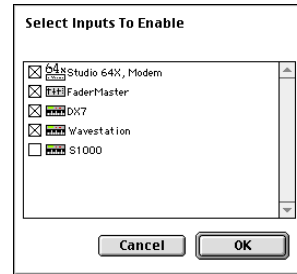 Select Inputs To Enable
64x Studio 64X, Modem
FaderMaster
DX7
Wavestation
S1000
Cancel OK